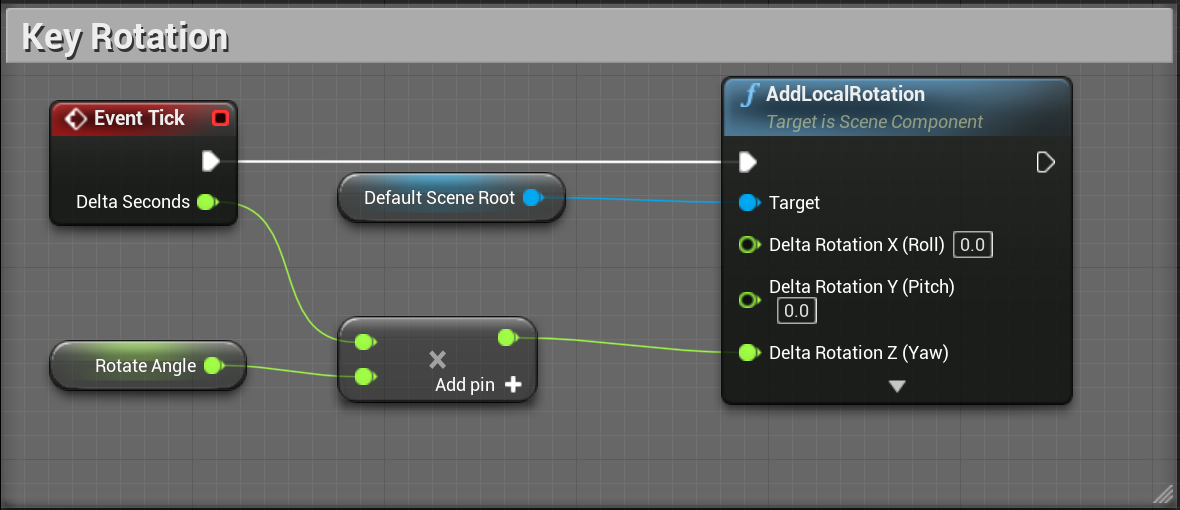 Key Rotation
Event Tick
Delta Seconds
Default Scene Root
Rotate Angle
×
Add pin +
f AddLocalRotation
Target is Scene Component
Target
Delta Rotation X (Roll) 0.0
Delta Rotation Y (Pitch)
0.0
Delta Rotation Z (Yaw)